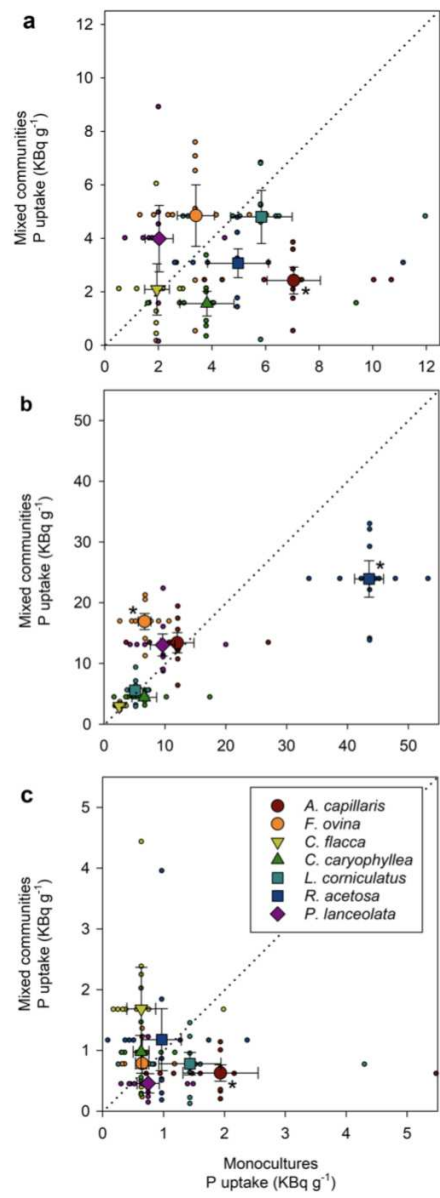 a
Mixed communities
P uptake (KBq g⁻¹)
12
10
8
6
4
2
0
*
0 2 4 6 8 10 12
b
Mixed communities
P uptake (KBq g⁻¹)
50
40
30
20
10
0
*
*
0 10 20 30 40 50
c
Mixed communities
P uptake (KBq g⁻¹)
5
4
3
2
1
0
A. capillaris
F. ovina
C. flacca
C. caryophyllea
L. corniculatus
R. acetosa
P. lanceolata
*
0 1 2 3 4 5
Monocultures
P uptake (KBq g⁻¹)